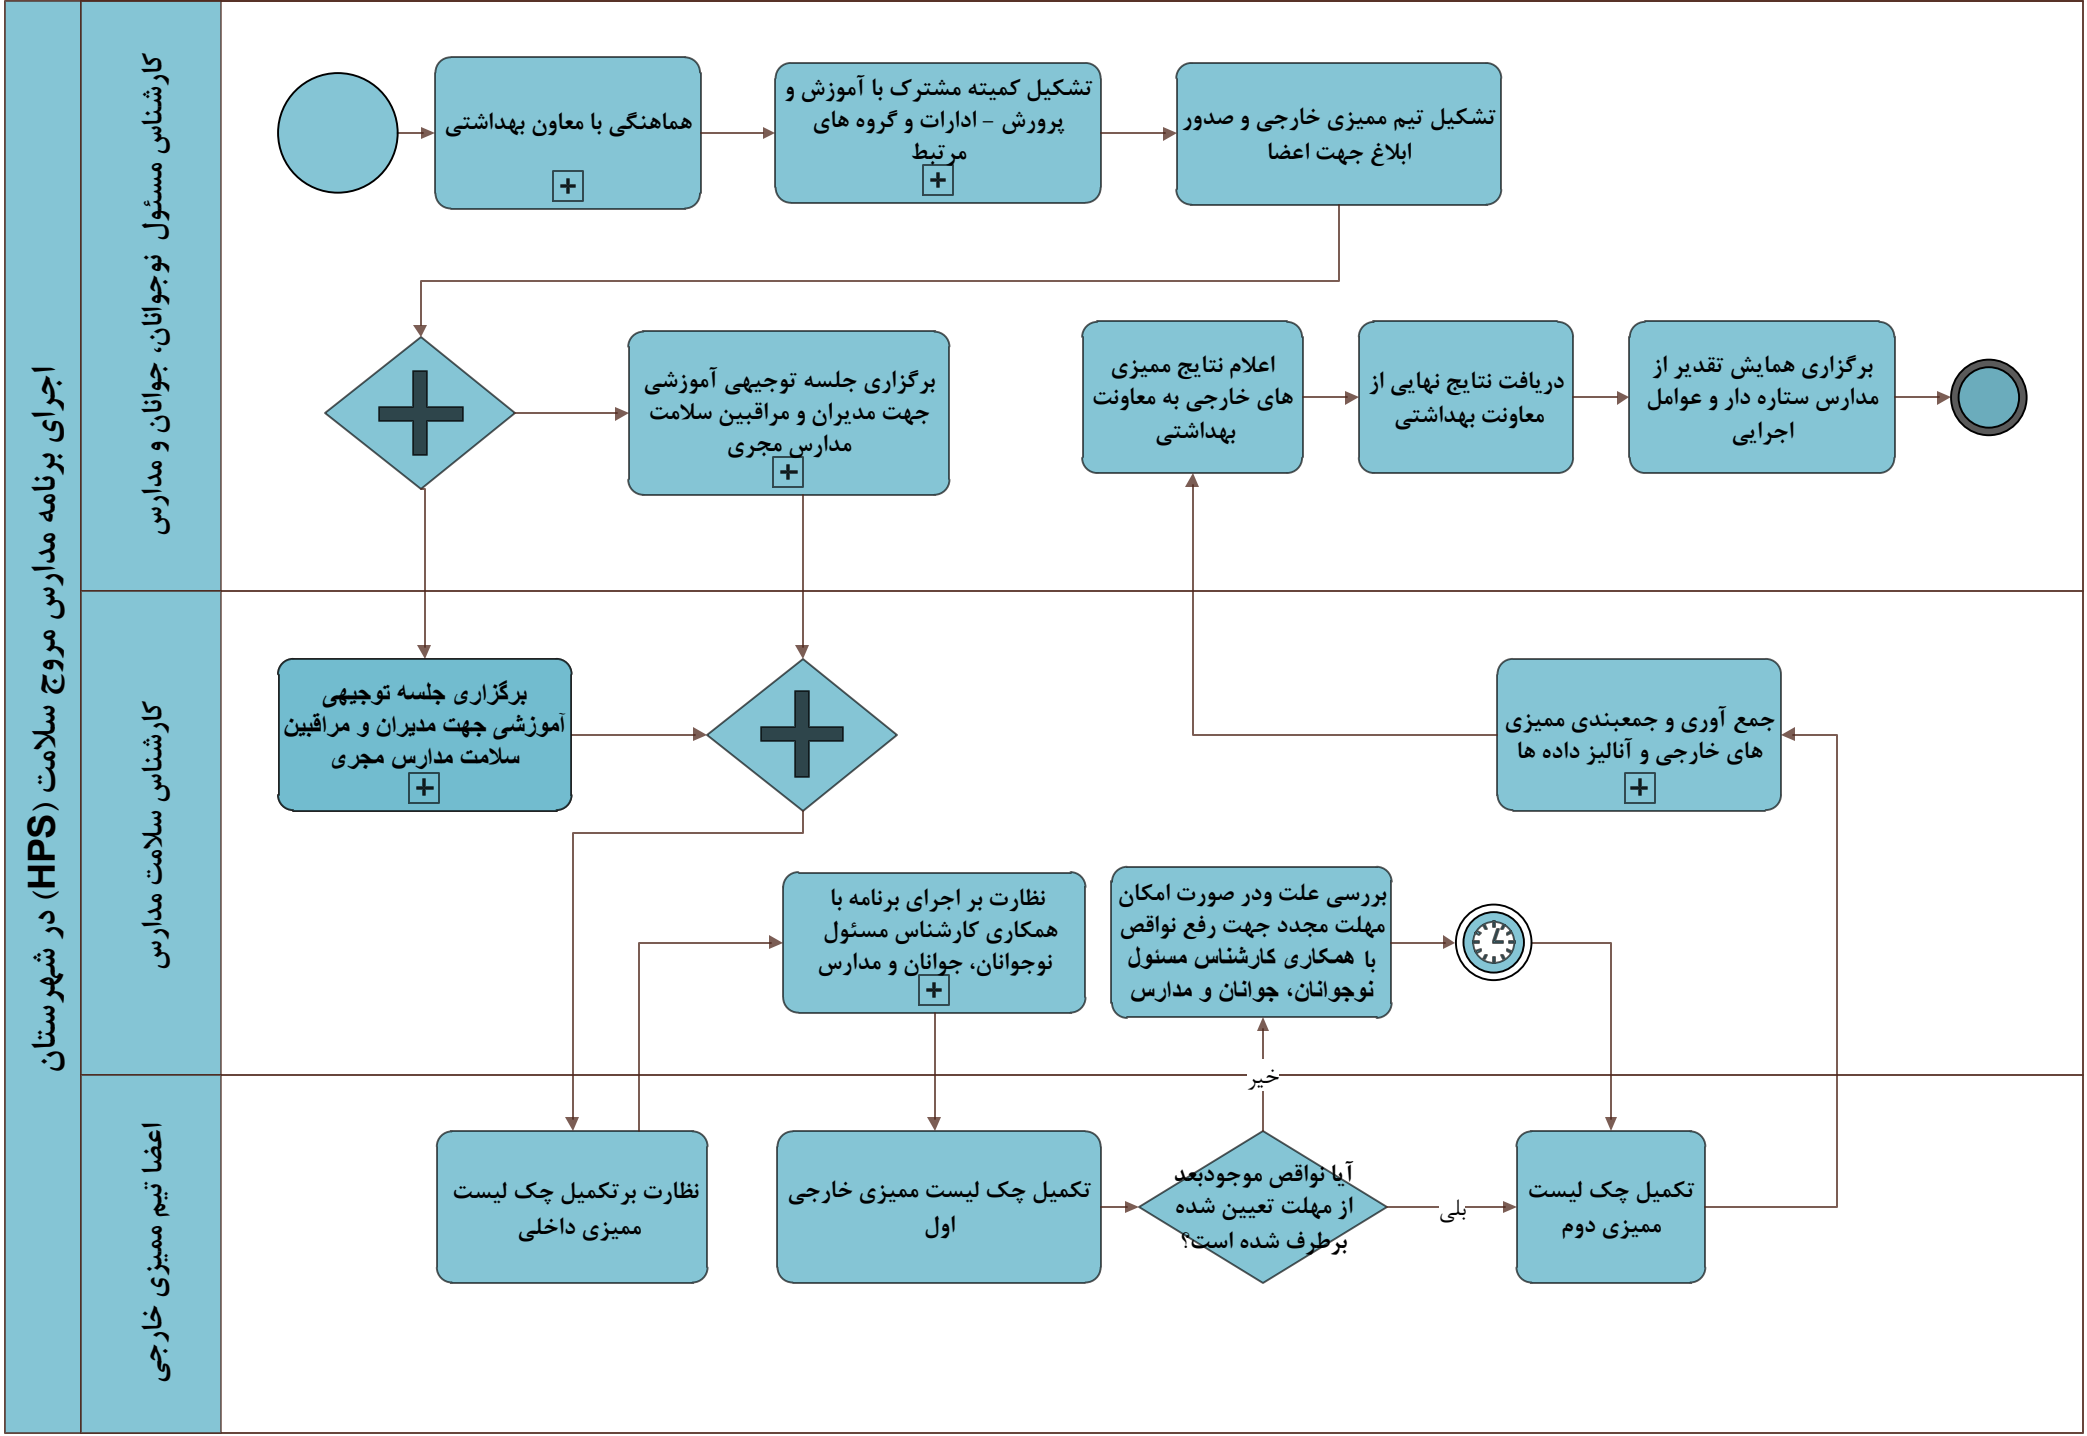 اجرای برنامه مدارس مروج سلامت (HPS) در شهرستان
کارشناس مسئول نوجوانان، جوانان و مدارس
هماهنگی با معاون بهداشتی
تشکیل کمیته مشترک با آموزش و
پرورش – ادارات و گروه های
مرتبط
تشکیل تیم ممیزی خارجی و صدور
ابلاغ جهت اعضا
برگزاری جلسه توجیهی آموزشی
جهت مدیران و مراقبین سلامت
مدارس مجری
اعلام نتایج ممیزی
های خارجی به معاونت
بهداشتی
دریافت نتایج نهایی از
معاونت بهداشتی
برگزاری همایش تقدیر از
مدارس ستاره دار و عوامل
اجرایی
کارشناس سلامت مدارس
برگزاری جلسه توجیهی
آموزشی جهت مدیران و مراقبین
سلامت مدارس مجری
جمع آوری و جمعبندی ممیزی
های خارجی و آنالیز داده ها
نظارت بر اجرای برنامه با
همکاری کارشناس مسئول
نوجوانان، جوانان و مدارس
بررسی علت ودر صورت امکان
مهلت مجدد جهت رفع نواقص
با همکاری کارشناس مسئول
نوجوانان، جوانان و مدارس
خیر
اعضا تیم ممیزی خارجی
نظارت برتکمیل چک لیست
ممیزی داخلی
تکمیل چک لیست ممیزی خارجی
اول
آیا نواقص موجودبعد
از مهلت تعیین شده
برطرف شده است؟
بلی
تکمیل چک لیست
ممیزی دوم